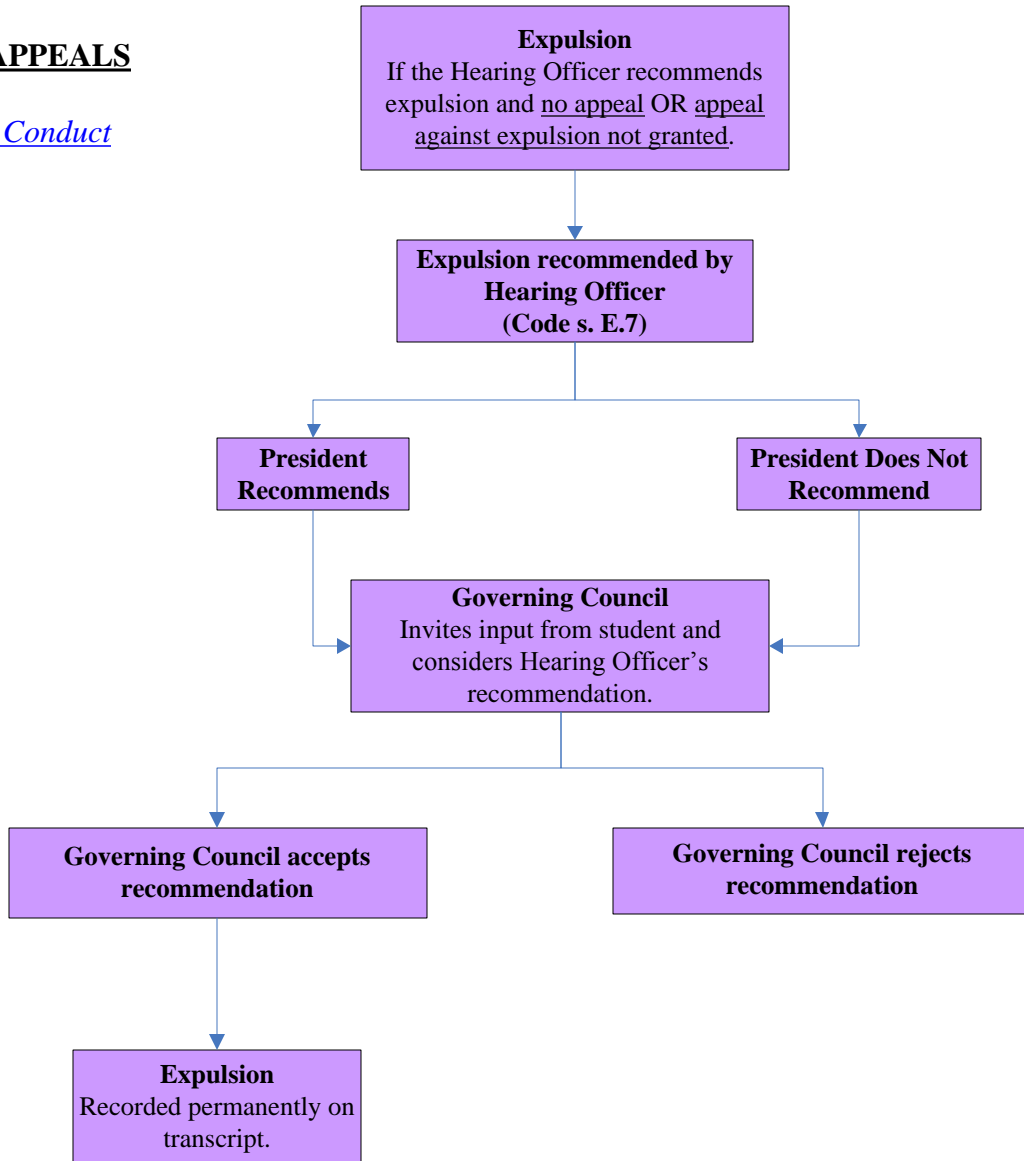 APPEALS
Conduct
Expulsion
If the Hearing Officer recommends
expulsion and no appeal OR appeal
against expulsion not granted.
Expulsion recommended by
Hearing Officer
(Code s. E.7)
President
Recommends
President Does Not
Recommend
Governing Council
Invites input from student and
considers Hearing Officer’s
recommendation.
Governing Council accepts
recommendation
Governing Council rejects
recommendation
Expulsion
Recorded permanently on
transcript.